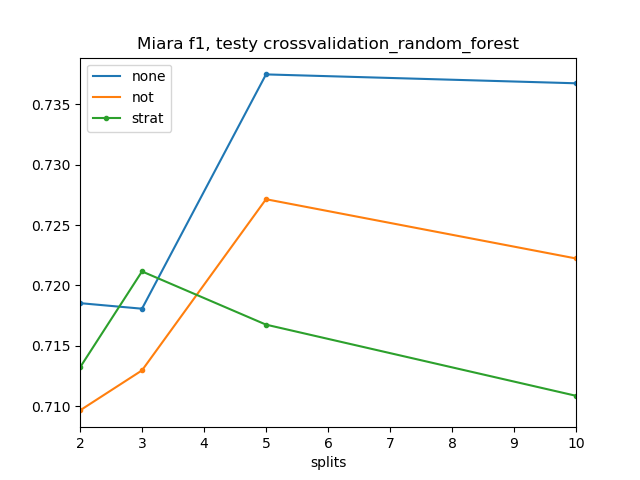 Miara f1, testy crossvalidation_random_forest
none
not
strat
0.735
0.730
0.725
0.720
0.715
0.710
2 3 4 5 6 7 8 9 10
splits